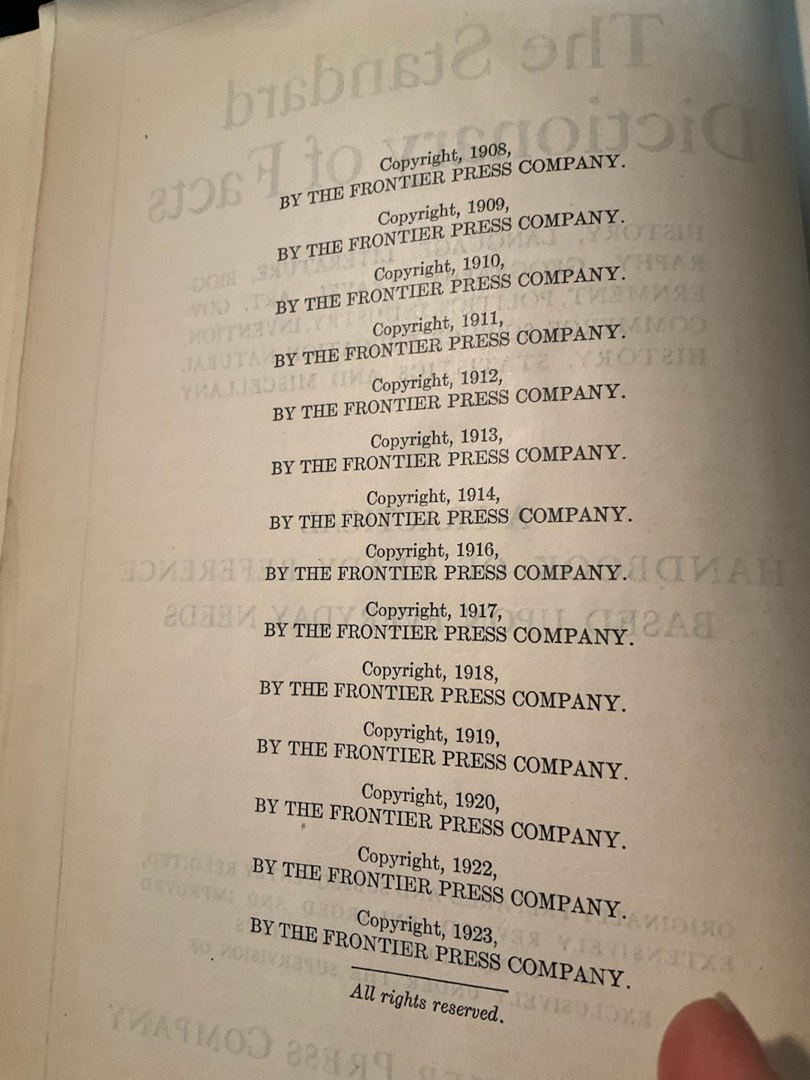 Copyright, 1908,
BY THE FRONTIER PRESS COMPANY.
Copyright, 1909,
BY THE FRONTIER PRESS COMPANY.
Copyright, 1910,
BY THE FRONTIER PRESS COMPANY.
Copyright, 1911,
BY THE FRONTIER PRESS COMPANY.
Copyright, 1912,
BY THE FRONTIER PRESS COMPANY.
Copyright, 1913,
BY THE FRONTIER PRESS COMPANY.
Copyright, 1914,
BY THE FRONTIER PRESS COMPANY.
Copyright, 1916,
BY THE FRONTIER PRESS COMPANY.
Copyright, 1917,
BY THE FRONTIER PRESS COMPANY.
Copyright, 1918,
BY THE FRONTIER PRESS COMPANY.
Copyright, 1919,
BY THE FRONTIER PRESS COMPANY.
Copyright, 1920,
BY THE FRONTIER PRESS COMPANY.
Copyright, 1922,
BY THE FRONTIER PRESS COMPANY.
Copyright, 1923,
BY THE FRONTIER PRESS COMPANY.
All rights reserved.